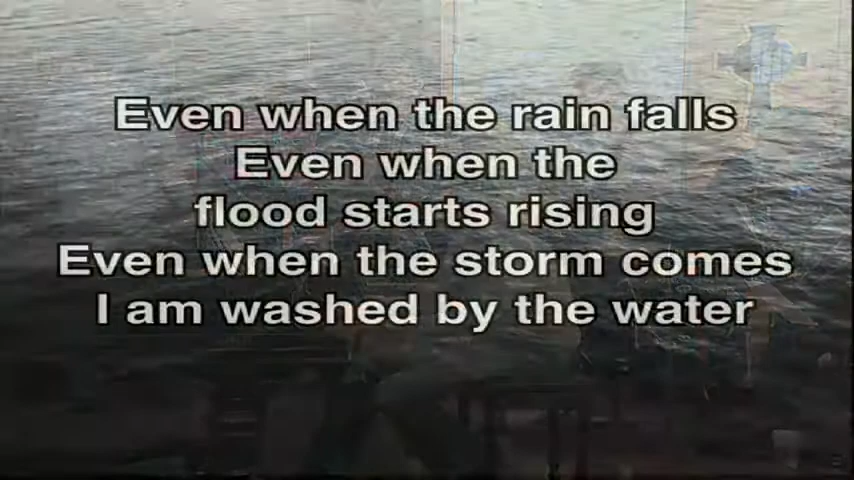 Even when the rain falls
Even when the
flood starts rising
Even when the storm comes
I am washed by the water